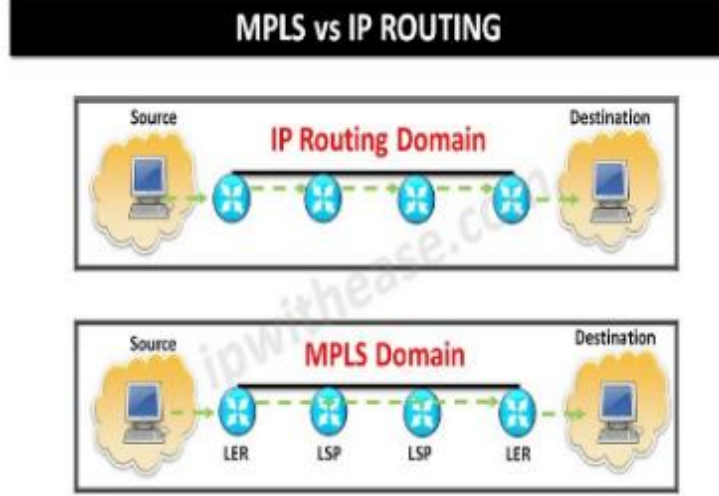 MPLS vs IP ROUTING
Source
Destination
IP Routing Domain
ipwithease.com
Source
Destination
MPLS Domain
LER
LSP
LSP
LER